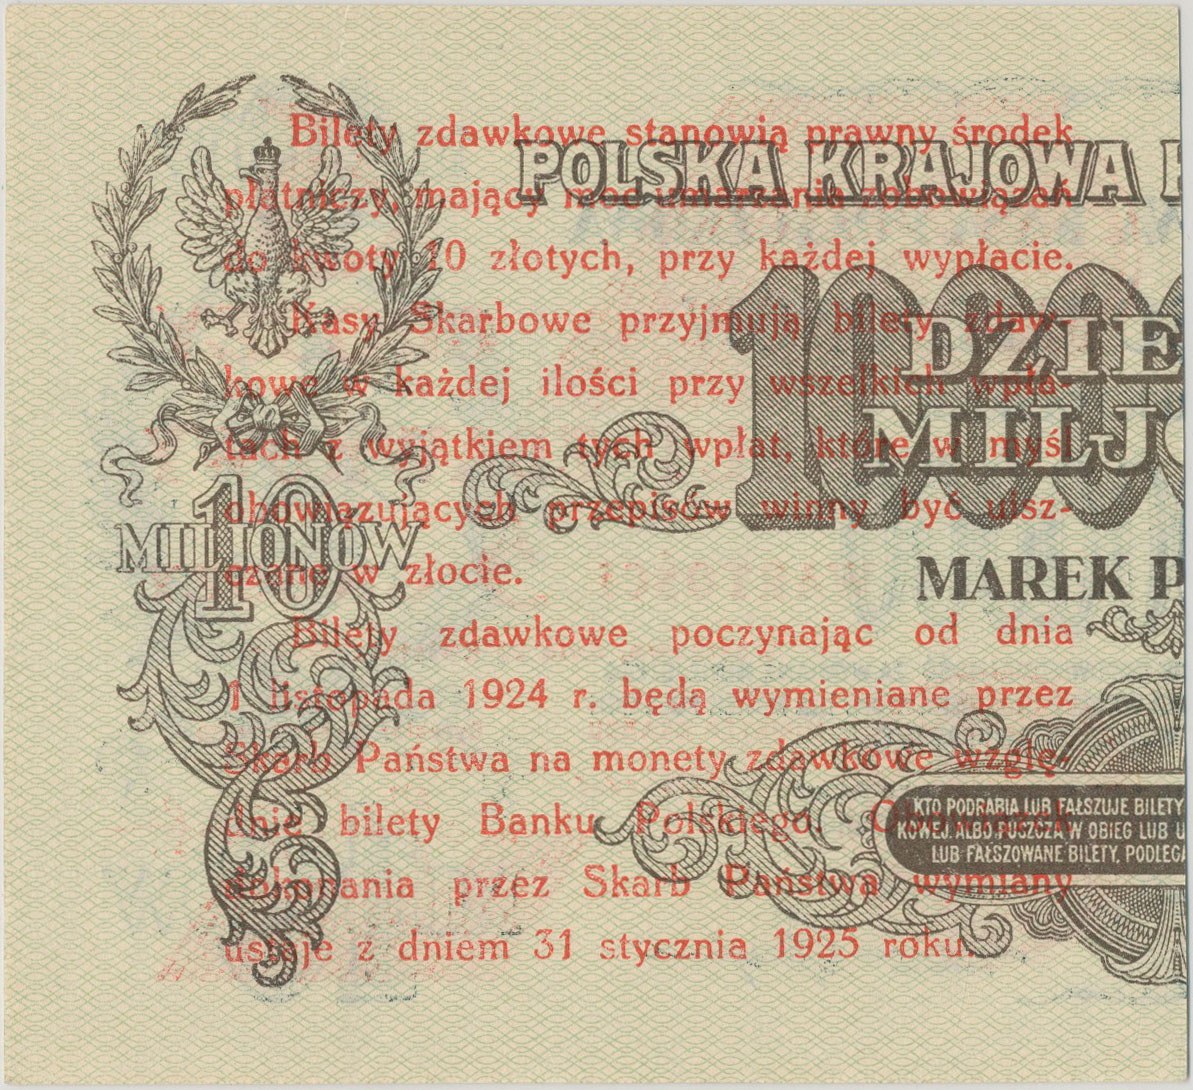 Bilety zdawkowe stanowią prawny środek
płatniczy, mający moc umarzania zobowiązań
do kwoty 10 złotych, przy każdej wypłacie.
Kasy Skarbowe przyjmują bilety zdaw-
kowe w każdej ilości przy wszelkich wpła-
tach z wyjątkiem tych wpłat, które w myśl
obowiązujących przepisów winny być uisz-
czane w złocie.
Bilety zdawkowe poczynając od dnia
1 listopada 1924 r. będą wymieniane przez
Skarb Państwa na monety zdawkowe wzglę-
dnie bilety Banku Polskiego. Obowiązek
dokonania przez Skarb Państwa wymiany
ustaje z dniem 31 stycznia 1925 roku.
POLSKA KRAJOWA
1000
DZIE
MILJO
MAREK P
10
MILIONÓW
KTO PODRABIA LUB FAŁSZUJE BILETY
KOWEJ ALBO PUSZCZA W OBIEG LUB U
LUB FAŁSZOWANE BILETY, PODLEGA